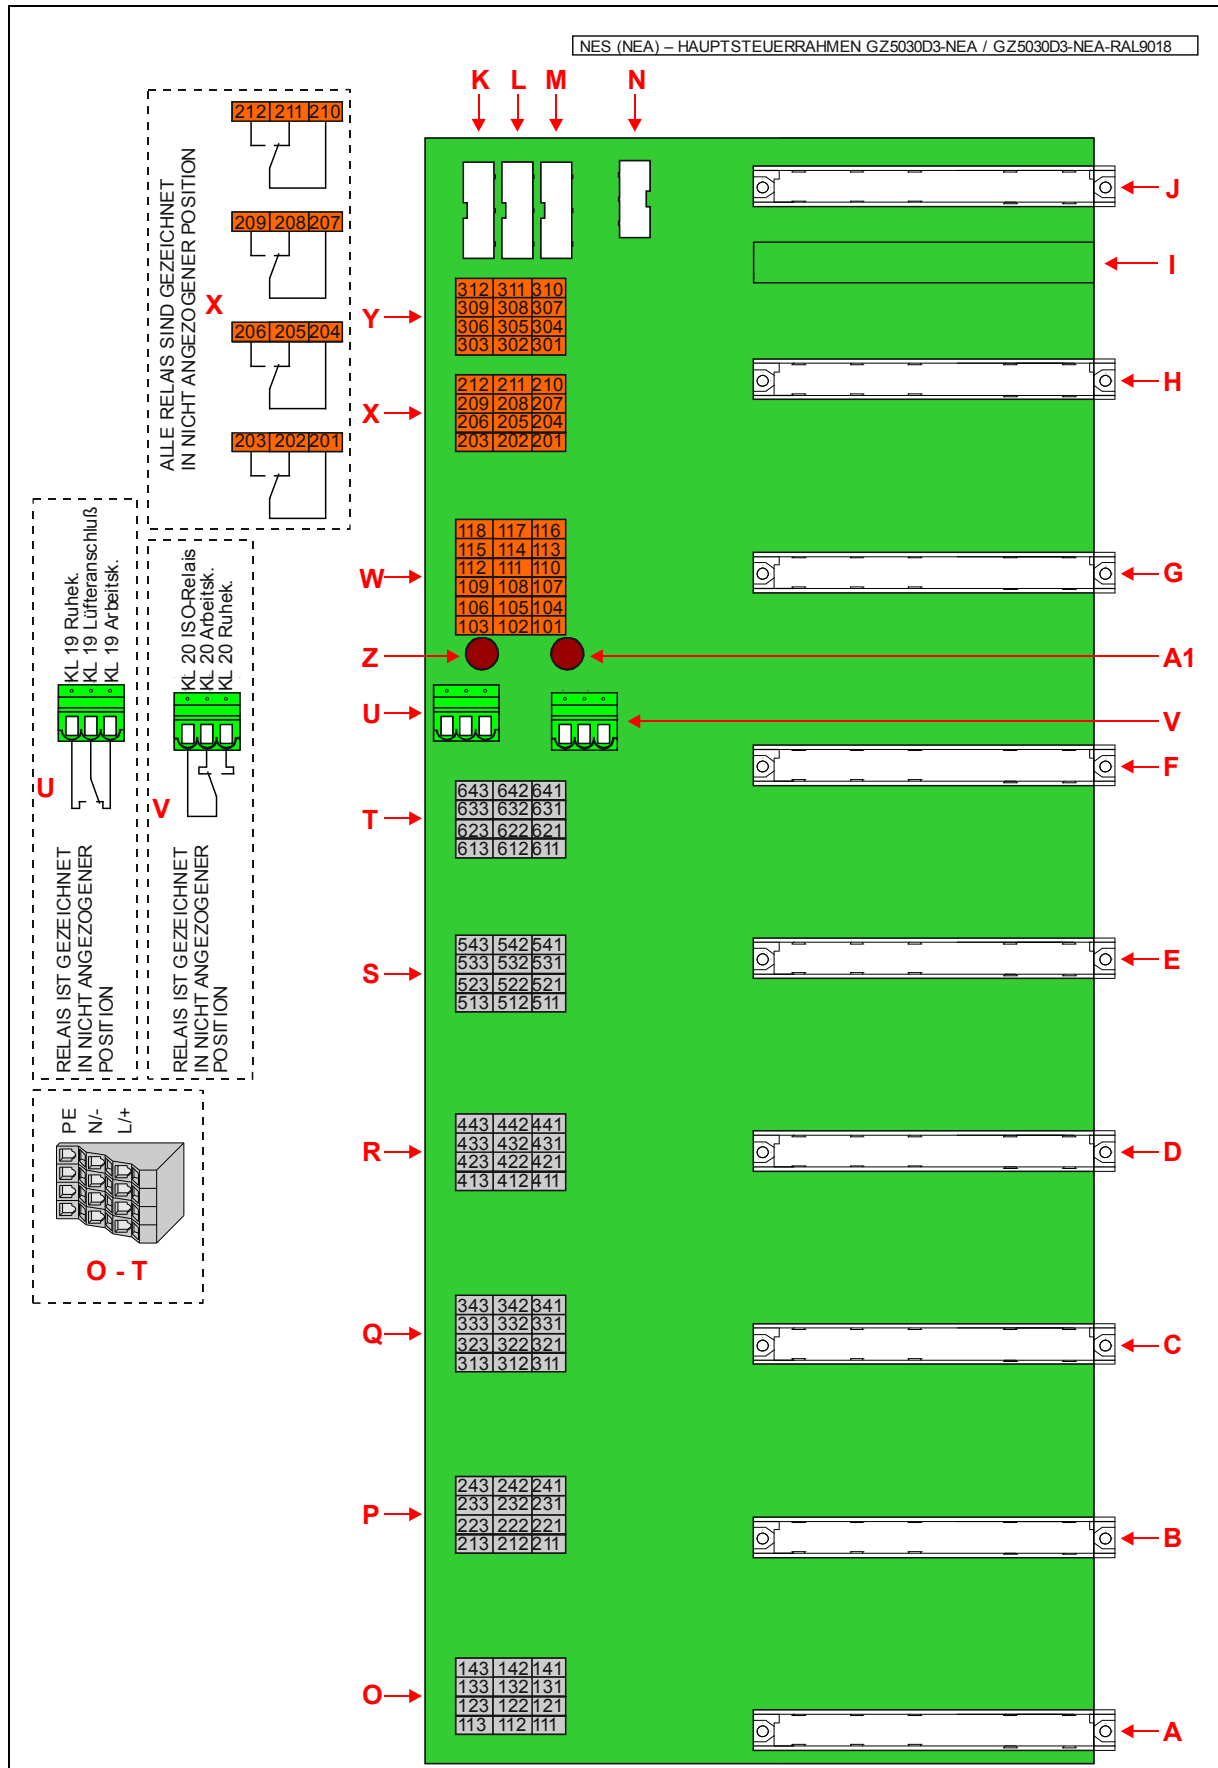 NES (NEA) – HAUPTSTEUERRAHMEN GZ5030D3-NEA / GZ5030D3-NEA-RAL9018
K L M N
212 211 210
209 208 207
206 205 204
203 202 201
ALLE RELAIS SIND GEZEICHNET
IN NICHT ANGEZOGENER POSITION
X
KL 19 Ruhek.
KL 19 Lüfteranschluß
KL 19 Arbeitsk.
U
RELAIS IST GEZEICHNET
IN NICHT ANGEZOGENER
POSITION
KL 20 ISO-Relais
KL 20 Arbeitsk.
KL 20 Ruhek.
V
RELAIS IST GEZEICHNET
IN NICHT ANGEZOGENER
POSITION
PE
N/-
L/+
O - T
Y
312 311 310
309 308 307
306 305 304
303 302 301
X
212 211 210
209 208 207
206 205 204
203 202 201
W
118 117 116
115 114 113
112 111 110
109 108 107
106 105 104
103 102 101
Z
A1
U
V
T
643 642 641
633 632 631
623 622 621
613 612 611
S
543 542 541
533 532 531
523 522 521
513 512 511
R
443 442 441
433 432 431
423 422 421
413 412 411
Q
343 342 341
333 332 331
323 322 321
313 312 311
P
243 242 241
233 232 231
223 222 221
213 212 211
O
143 142 141
133 132 131
123 122 121
113 112 111
J
I
H
G
F
E
D
C
B
A